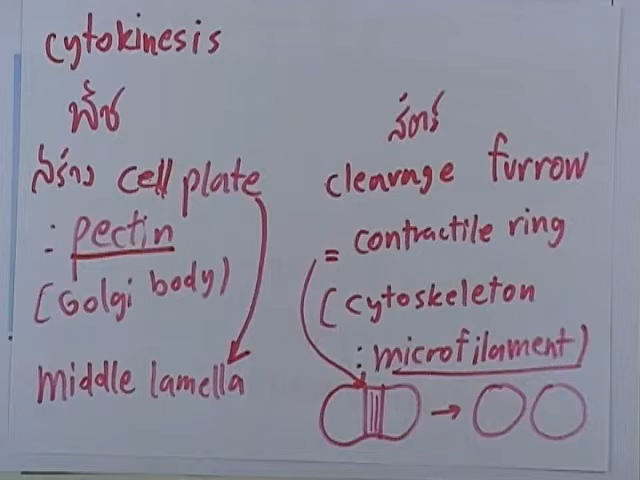 cytokinesis
พืช
สร้าง cell plate
: pectin
(Golgi body)
middle lamella
สัตว์
cleavage furrow
= contractile ring
(cytoskeleton
: microfilament)